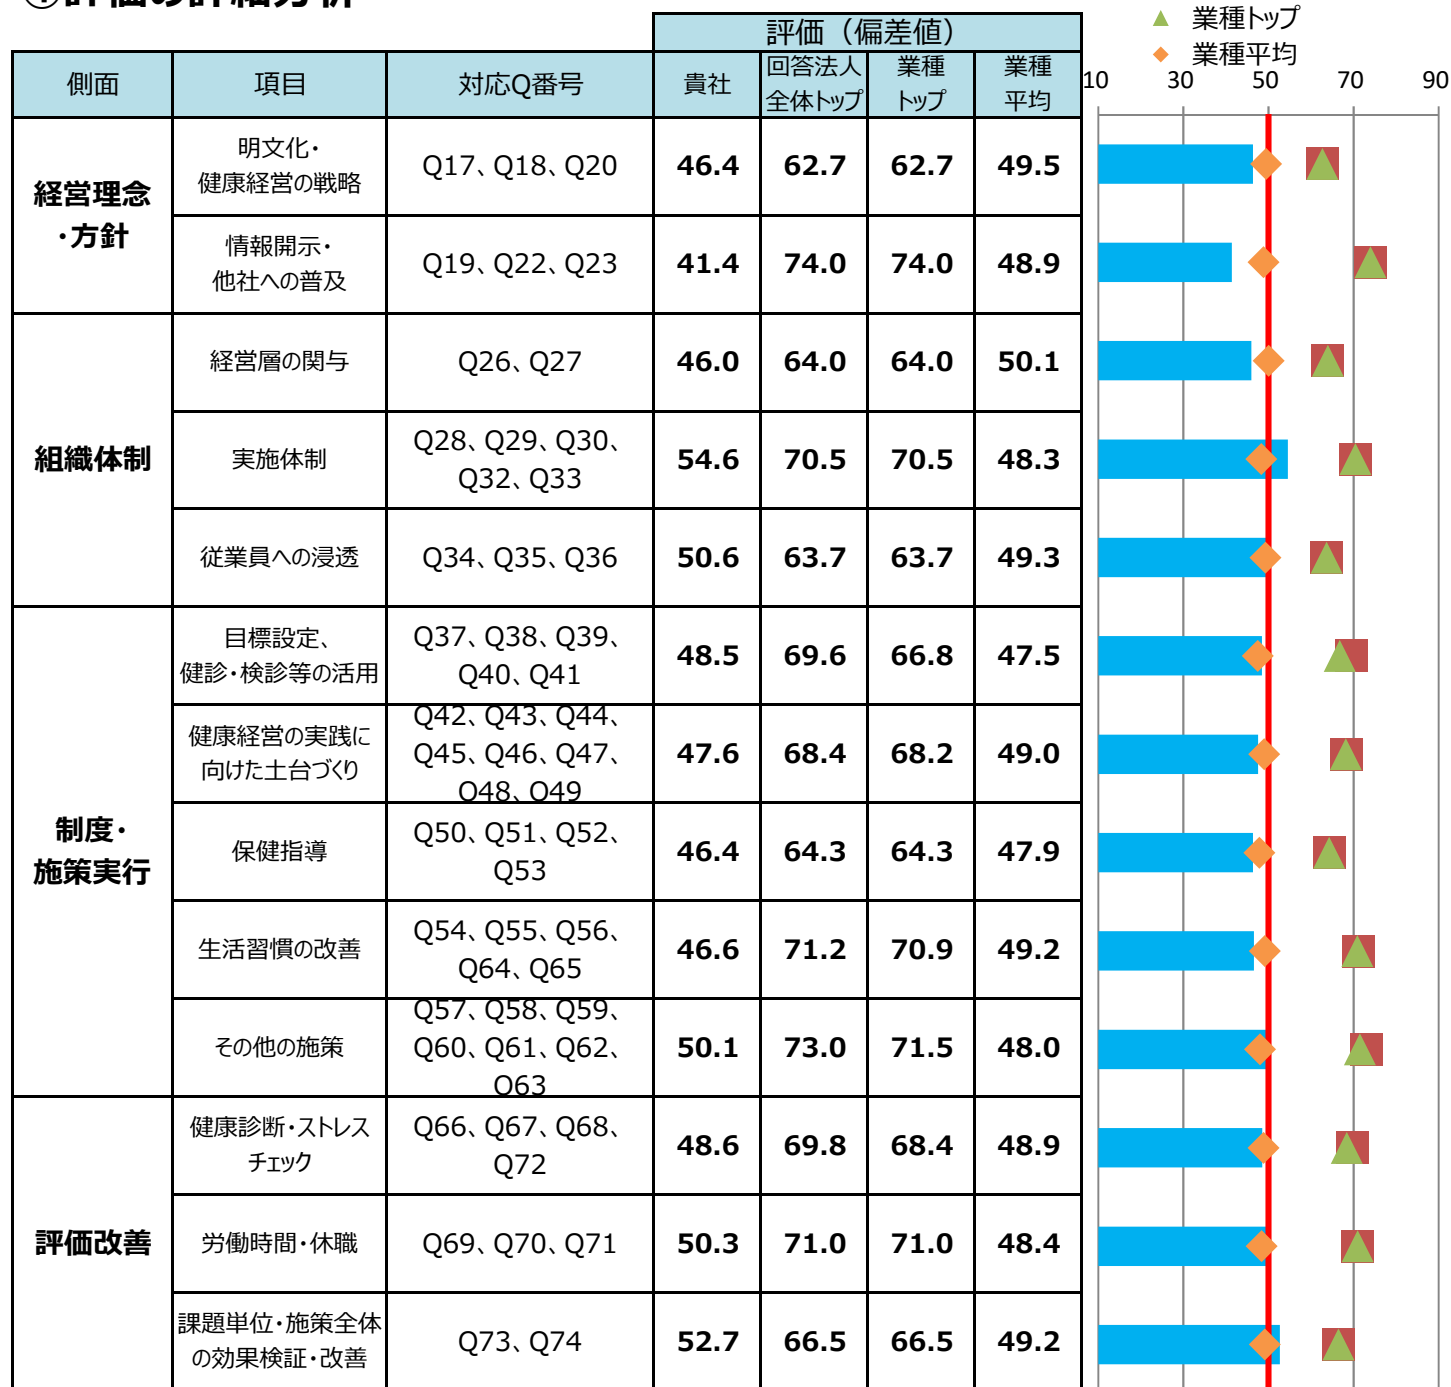 ①評価の詳細分析
▲ 業種トップ
◆ 業種平均
評価（偏差値）
側面 項目 対応Q番号 貴社 回答法人 業種 業種
全体トップ トップ 平均
10 30 50 70 90
経営理念
・方針
明文化・
健康経営の戦略
Q17、Q18、Q20 46.4 62.7 62.7 49.5
情報開示・
他社への普及
Q19、Q22、Q23 41.4 74.0 74.0 48.9
組織体制
経営層の関与 Q26、Q27 46.0 64.0 64.0 50.1
実施体制
Q28、Q29、Q30、
Q32、Q33
54.6 70.5 70.5 48.3
従業員への浸透 Q34、Q35、Q36 50.6 63.7 63.7 49.3
制度・
施策実行
目標設定、
健診・検診等の活用
Q37、Q38、Q39、
Q40、Q41
48.5 69.6 66.8 47.5
健康経営の実践に
向けた土台づくり
Q42、Q43、Q44、
Q45、Q46、Q47、
Q48、Q49
47.6 68.4 68.2 49.0
保健指導
Q50、Q51、Q52、
Q53
46.4 64.3 64.3 47.9
生活習慣の改善
Q54、Q55、Q56、
Q64、Q65
46.6 71.2 70.9 49.2
その他の施策
Q57、Q58、Q59、
Q60、Q61、Q62、
Q63
50.1 73.0 71.5 48.0
評価改善
健康診断・ストレス
チェック
Q66、Q67、Q68、
Q72
48.6 69.8 68.4 48.9
労働時間・休職 Q69、Q70、Q71 50.3 71.0 71.0 48.4
課題単位・施策全体
の効果検証・改善
Q73、Q74 52.7 66.5 66.5 49.2